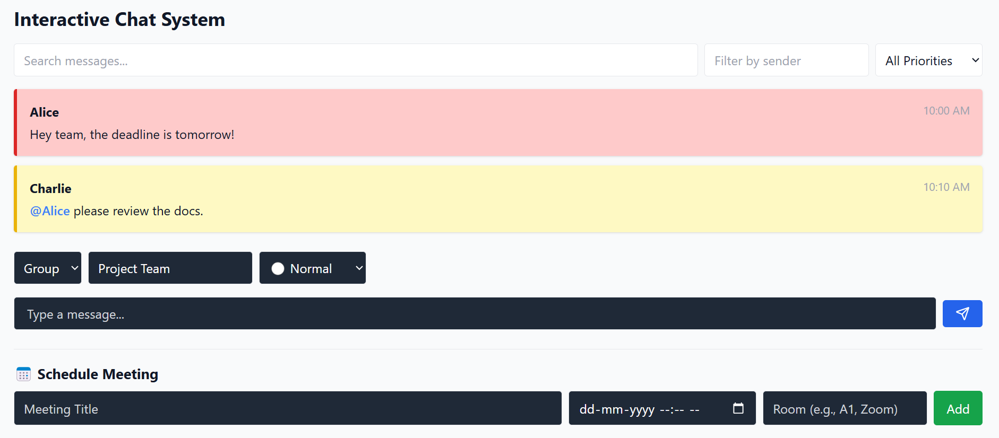 Interactive Chat System
Search messages... Filter by sender All Priorities
Alice 10:00 AM
Hey team, the deadline is tomorrow!
Charlie 10:10 AM
@Alice please review the docs.
Group Project Team Normal
Type a message...
Schedule Meeting
Meeting Title dd-mm-yyyy --:-- -- Room (e.g., A1, Zoom) Add